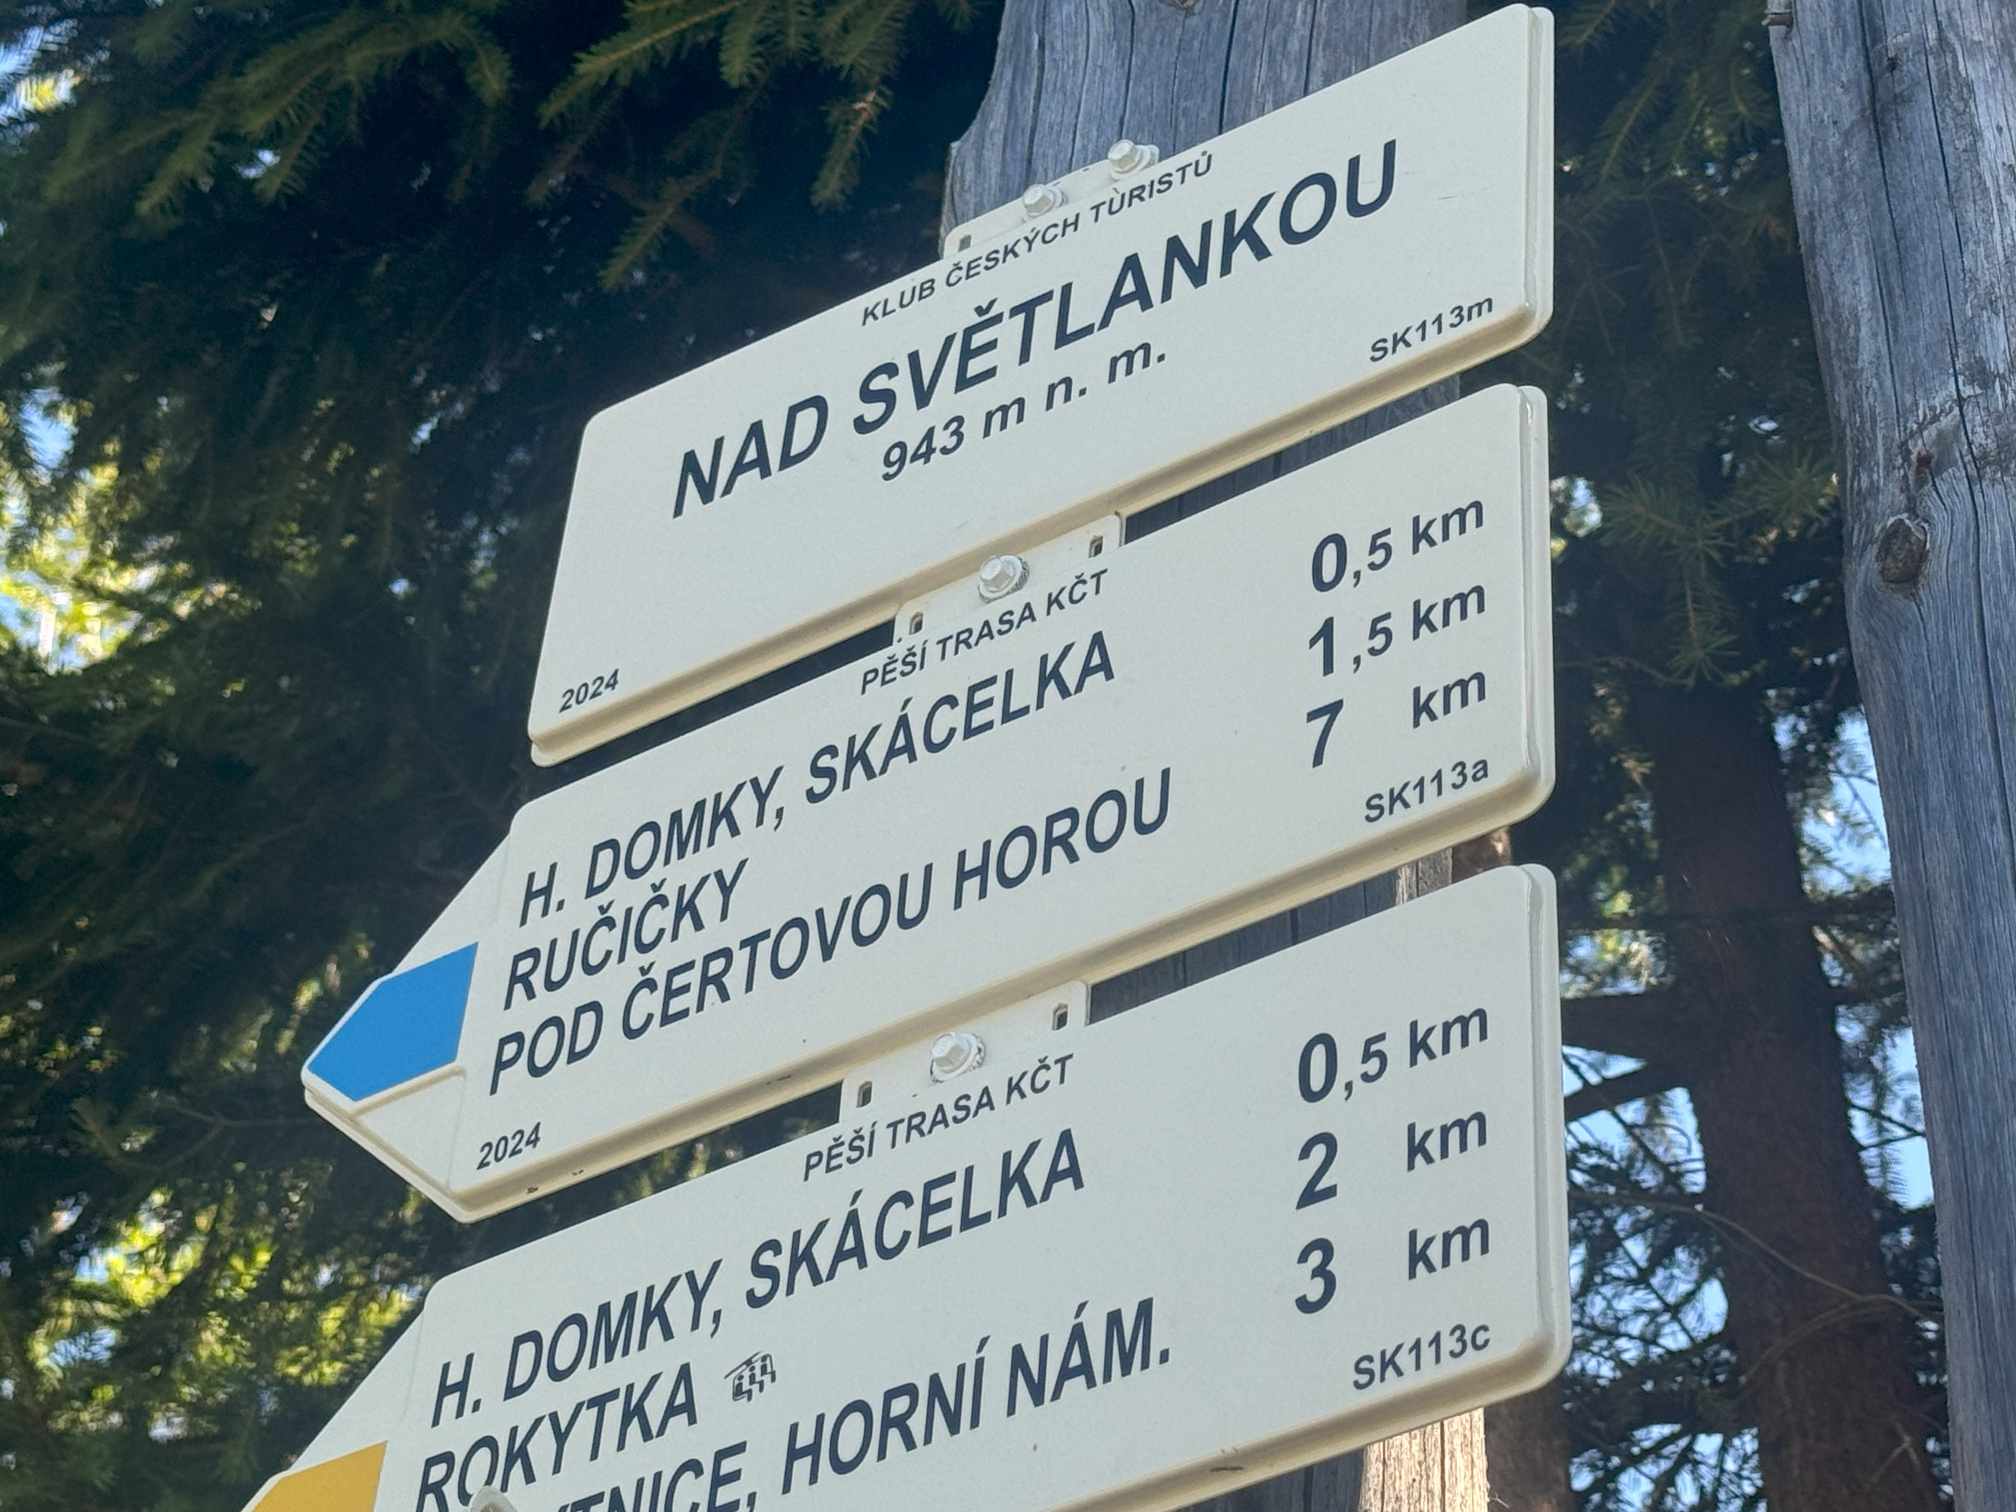 KLUB ČESKÝCH TURISTŮ
NAD SVĚTLANKOU
943 m n. m.
2024 SK113m
PĚŠÍ TRASA KČT
H. DOMKY, SKÁCELKA 0,5 km
RUČIČKY 1,5 km
POD ČERTOVOU HOROU 7 km
2024 SK113a
PĚŠÍ TRASA KČT
H. DOMKY, SKÁCELKA 0,5 km
ROKYTKA 2 km
HORNÍ NÁM. 3 km
SK113c